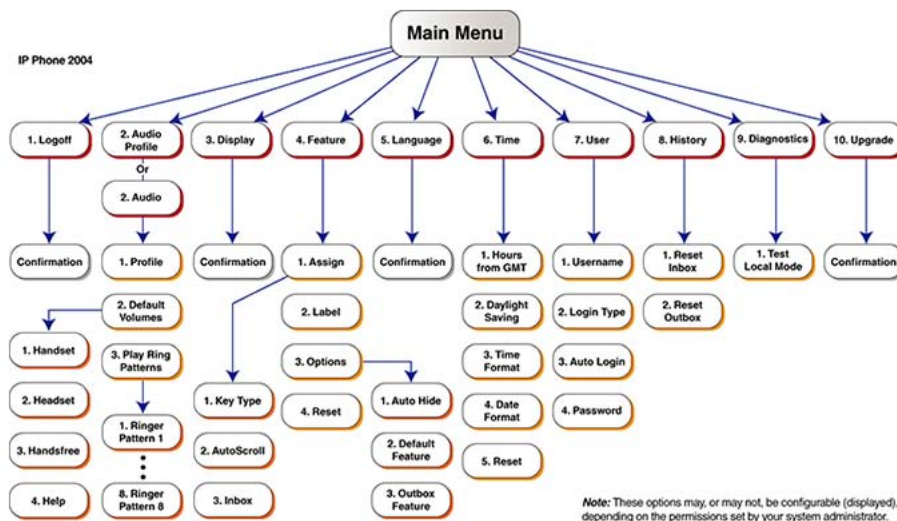 Main Menu
IP Phone 2004
1. Logoff
2. Audio
Profile
3. Display
4. Feature
5. Language
6. Time
7. User
8. History
9. Diagnostics
10. Upgrade
Or
2. Audio
Confirmation
1. Profile
Confirmation
1. Assign
Confirmation
1. Hours
from GMT
1. Username
1. Reset
Inbox
1. Test
Local Mode
Confirmation
2. Default
Volumes
2. Label
2. Daylight
Saving
2. Login Type
2. Reset
Outbox
1. Handset
3. Play Ring
Patterns
3. Options
3. Time
Format
3. Auto Login
2. Headset
1. Key Type
4. Reset
1. Auto Hide
4. Date
Format
4. Password
1. Ringer
Pattern 1
3. Handsfree
2. AutoScroll
2. Default
Feature
5. Reset
4. Help
8. Ringer
Pattern 8
3. Inbox
3. Outbox
Feature
Note: These options may, or may not, be configurable (displayed),
depending on the permissions set by your system administrator.